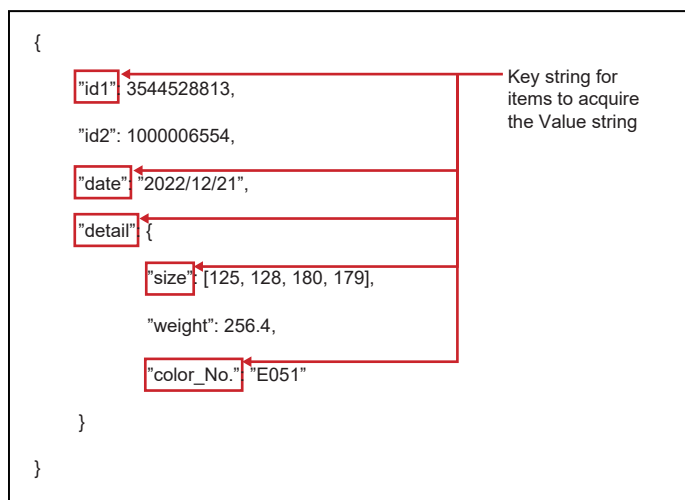 {
”id1”: 3544528813,
Key string for
items to acquire
the Value string
”id2”: 1000006554,
”date”: ”2022/12/21”,
”detail”: {
”size”: [125, 128, 180, 179],
”weight”: 256.4,
”color_No.”: ”E051”
}
}